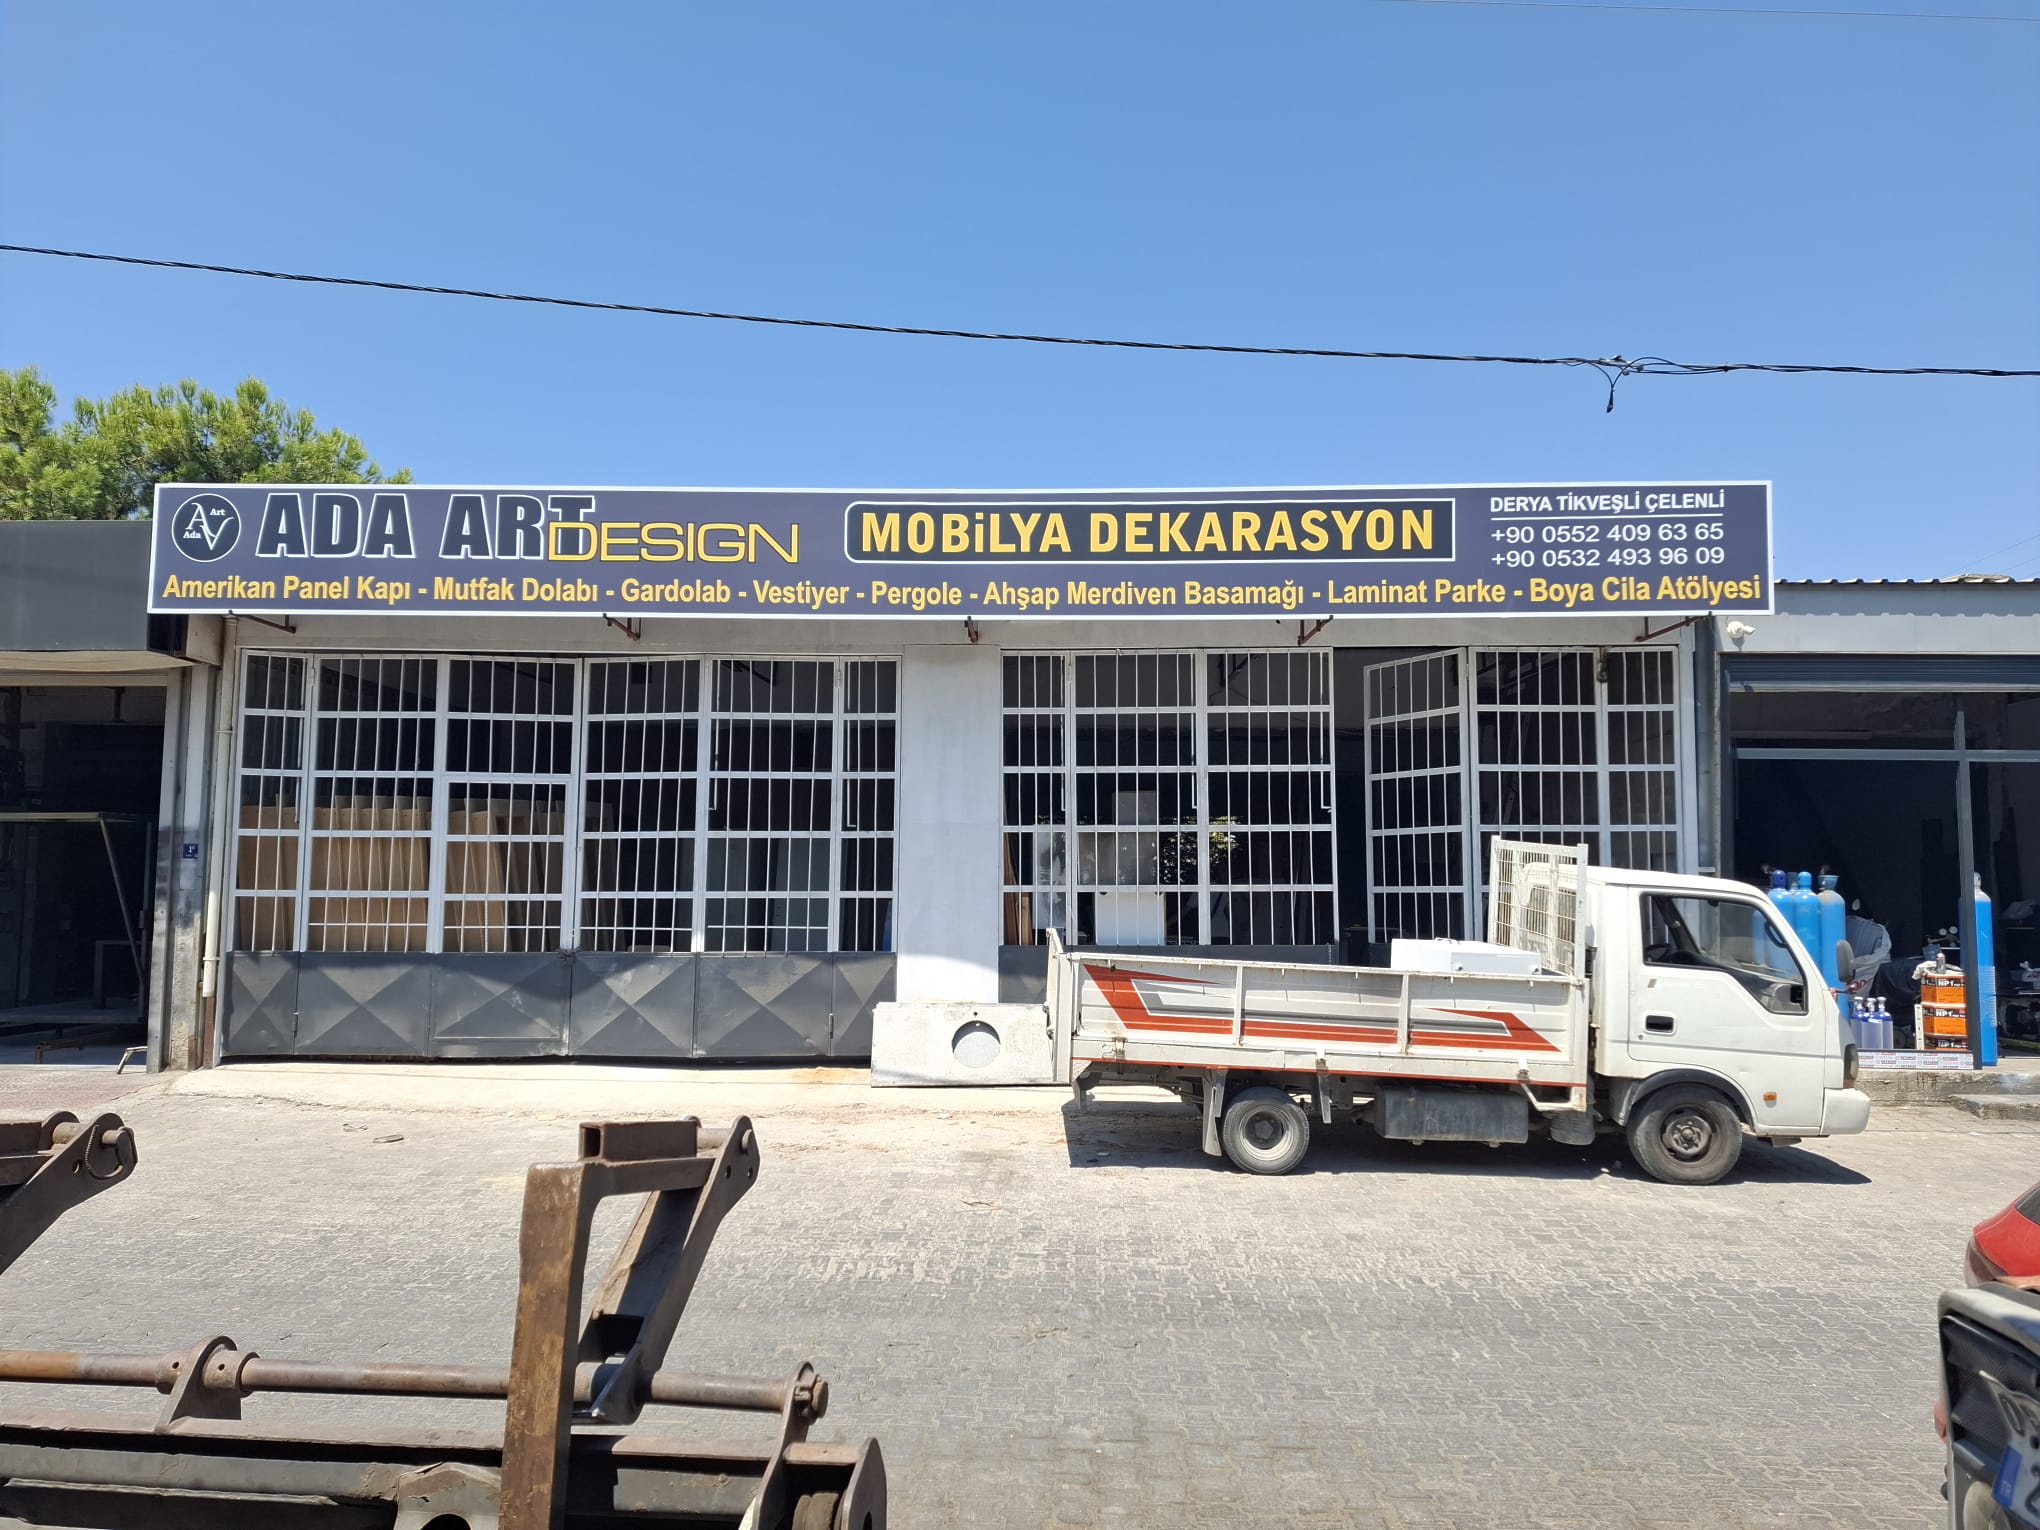 Art
Ada
ADA ART
DESIGN
MOBiLYA DEKARASYON
DERYA TİKVEŞLİ ÇELENLİ
+90 0552 409 63 65
+90 0532 493 96 09
Amerikan Panel Kapı - Mutfak Dolabı - Gardolab - Vestiyer - Pergole - Ahşap Merdiven Basamağı - Laminat Parke - Boya Cila Atölyesi